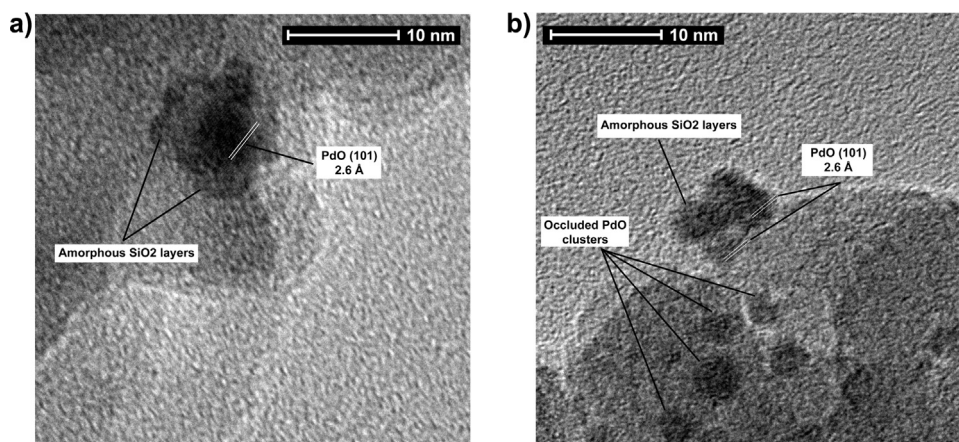 a)
10 nm
PdO (101)
2.6 Å
Amorphous SiO2 layers
b)
10 nm
Amorphous SiO2 layers
PdO (101)
2.6 Å
Occluded PdO
clusters